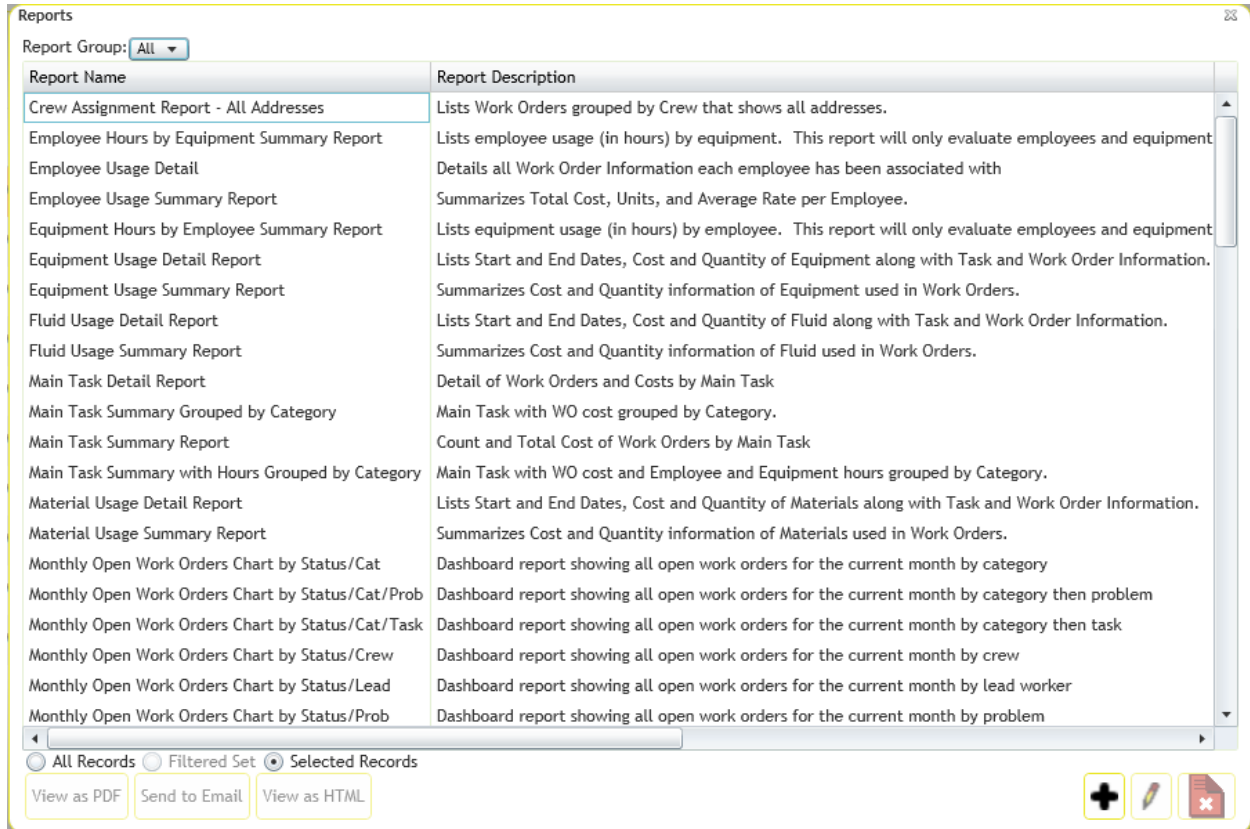 Reports
Report Group: All
Report Name Report Description
Crew Assignment Report - All Addresses Lists Work Orders grouped by Crew that shows all addresses.
Employee Hours by Equipment Summary Report Lists employee usage (in hours) by equipment. This report will only evaluate employees and equipment
Employee Usage Detail Details all Work Order Information each employee has been associated with
Employee Usage Summary Report Summarizes Total Cost, Units, and Average Rate per Employee.
Equipment Hours by Employee Summary Report Lists equipment usage (in hours) by employee. This report will only evaluate employees and equipment
Equipment Usage Detail Report Lists Start and End Dates, Cost and Quantity of Equipment along with Task and Work Order Information.
Equipment Usage Summary Report Summarizes Cost and Quantity information of Equipment used in Work Orders.
Fluid Usage Detail Report Lists Start and End Dates, Cost and Quantity of Fluid along with Task and Work Order Information.
Fluid Usage Summary Report Summarizes Cost and Quantity information of Fluid used in Work Orders.
Main Task Detail Report Detail of Work Orders and Costs by Main Task
Main Task Summary Grouped by Category Main Task with WO cost grouped by Category.
Main Task Summary Report Count and Total Cost of Work Orders by Main Task
Main Task Summary with Hours Grouped by Category Main Task with WO cost and Employee and Equipment hours grouped by Category.
Material Usage Detail Report Lists Start and End Dates, Cost and Quantity of Materials along with Task and Work Order Information.
Material Usage Summary Report Summarizes Cost and Quantity information of Materials used in Work Orders.
Monthly Open Work Orders Chart by Status/Cat Dashboard report showing all open work orders for the current month by category
Monthly Open Work Orders Chart by Status/Cat/Prob Dashboard report showing all open work orders for the current month by category then problem
Monthly Open Work Orders Chart by Status/Cat/Task Dashboard report showing all open work orders for the current month by category then task
Monthly Open Work Orders Chart by Status/Crew Dashboard report showing all open work orders for the current month by crew
Monthly Open Work Orders Chart by Status/Lead Dashboard report showing all open work orders for the current month by lead worker
Monthly Open Work Orders Chart by Status/Prob Dashboard report showing all open work orders for the current month by problem
All Records Filtered Set Selected Records
View as PDF Send to Email View as HTML